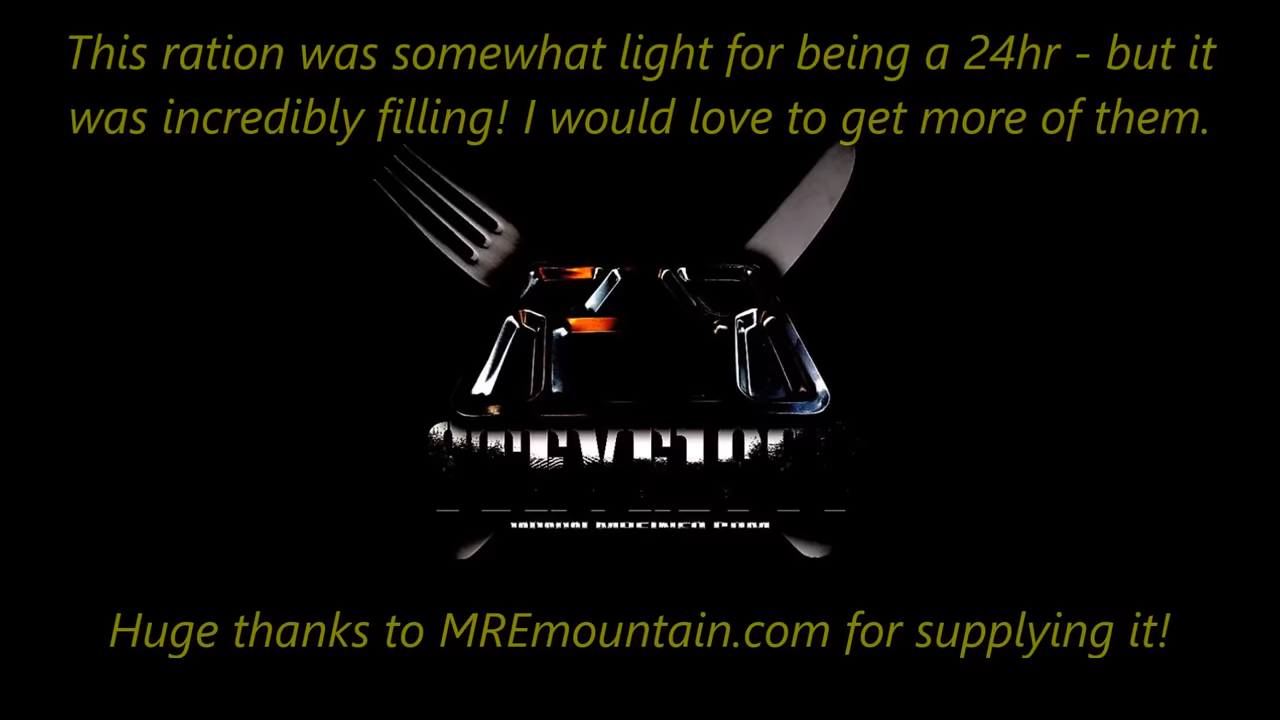 This ration was somewhat light for being a 24hr - but it
was incredibly filling! I would love to get more of them.
Huge thanks to MREmountain.com for supplying it!